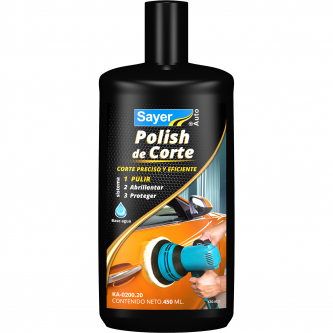 Sayer
®Auto
Polish
de Corte
CORTE PRECISO Y EFICIENTE
sistema
1 PULIR
2 Abrillantar
3 Proteger
Base agua
KA-0200.20
CONTENIDO NETO. 450 ML.